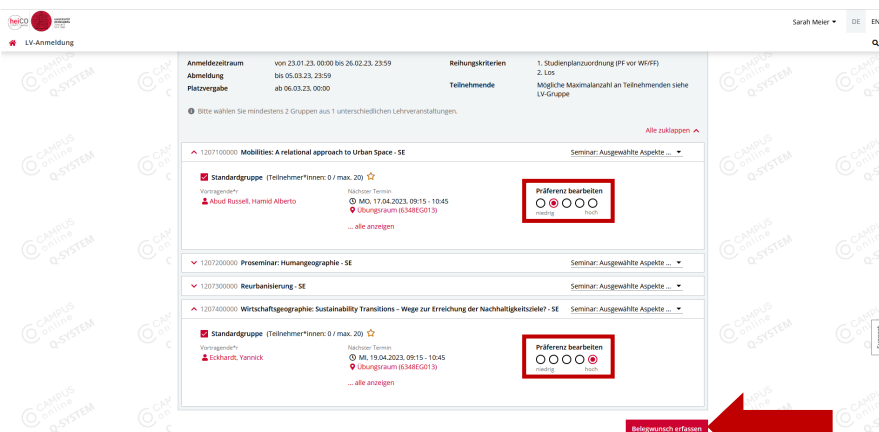 heiCO
UNIVERSITÄT
HEIDELBERG
Sarah Meier
DE EN
LV-Anmeldung
Anmeldezeitraum von 23.01.23, 00:00 bis 26.02.23, 23:59
Abmeldung bis 05.03.23, 23:59
Platzvergabe ab 06.03.23, 00:00
Reihungskriterien 1. Studienplanzuordnung (PF vor WF/FF)
2. Los
Teilnehmende Mögliche Maximalanzahl an Teilnehmenden siehe
LV-Gruppe
Bitte wählen Sie mindestens 2 Gruppen aus 1 unterschiedlichen Lehrveranstaltungen.
Alle zuklappen
1207100000 Mobilities: A relational approach to Urban Space - SE Seminar: Ausgewählte Aspekte ...
Standardgruppe (Teilnehmer*innen: 0 / max. 20)
Vortragende*r
Abud Russell, Hamid Alberto
Nächster Termin
MO, 17.04.2023, 09:15 - 10:45
Übungsraum (6348EG013)
... alle anzeigen
Präferenz bearbeiten
niedrig hoch
1207200000 Proseminar: Humangeographie - SE Seminar: Ausgewählte Aspekte ...
1207300000 Reurbanisierung - SE Seminar: Ausgewählte Aspekte ...
1207400000 Wirtschaftsgeographie: Sustainability Transitions – Wege zur Erreichung der Nachhaltigkeitsziele? - SE Seminar: Ausgewählte Aspekte ...
Standardgruppe (Teilnehmer*innen: 0 / max. 20)
Vortragende*r
Eckhardt, Yannick
Nächster Termin
MI, 19.04.2023, 09:15 - 10:45
Übungsraum (6348EG013)
... alle anzeigen
Präferenz bearbeiten
niedrig hoch
Belegwunsch erfassen
CAMPUS
online
Q-SYSTEM